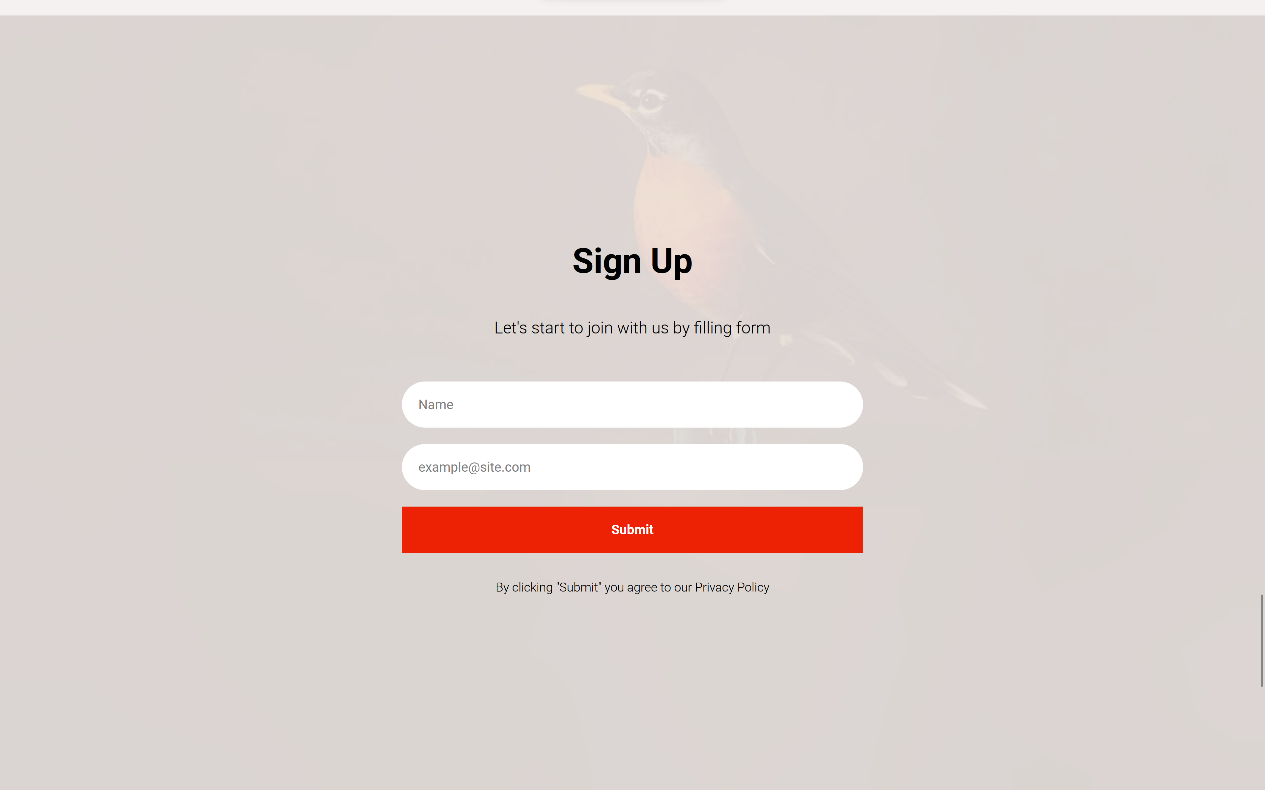 Sign Up
Let's start to join with us by filling form
Name
example@site.com
Submit
By clicking "Submit" you agree to our Privacy Policy